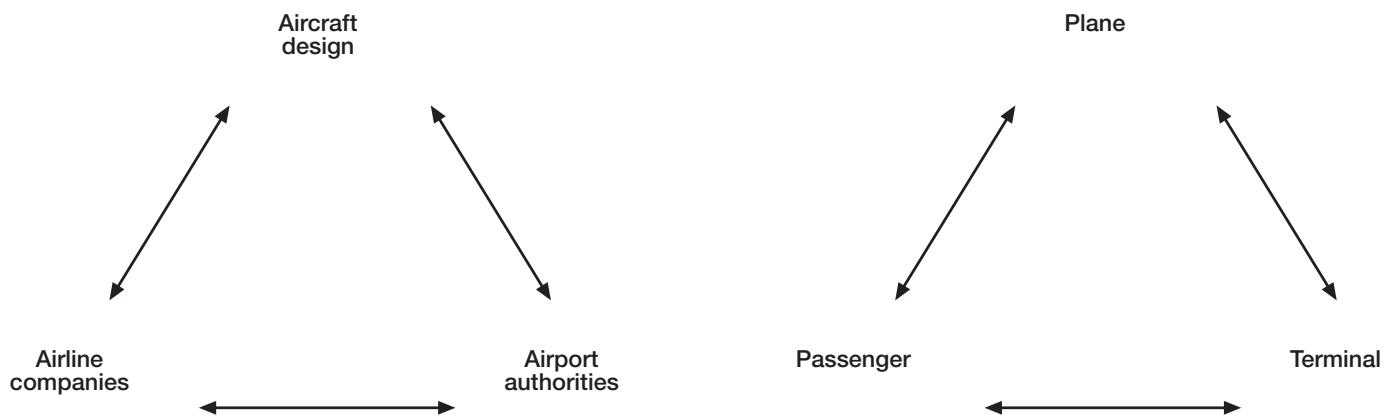 Aircraft
design
Plane
Airline
companies
Airport
authorities
Passenger
Terminal